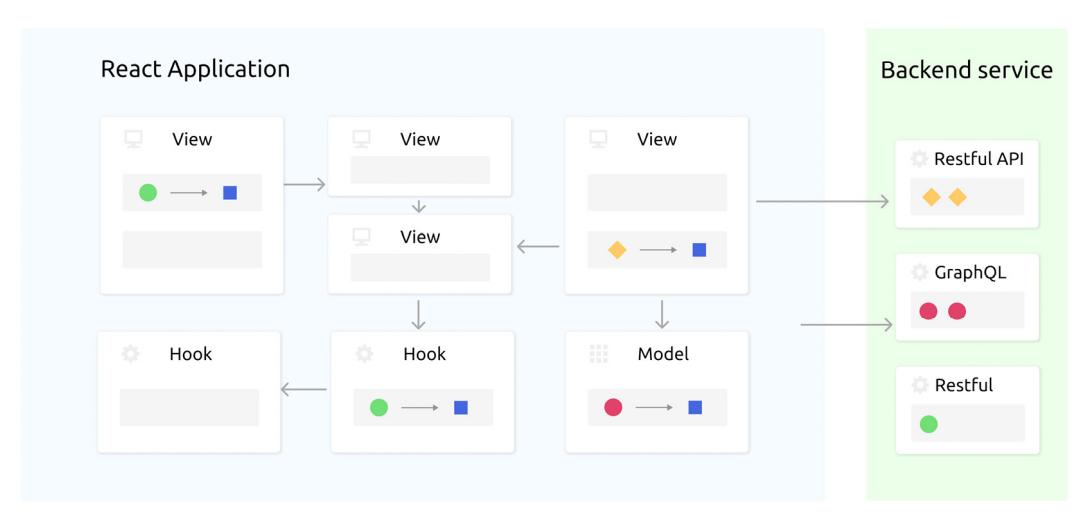 React Application
Backend service
View
View
View
View
Hook
Hook
Model
Restful API
GraphQL
Restful